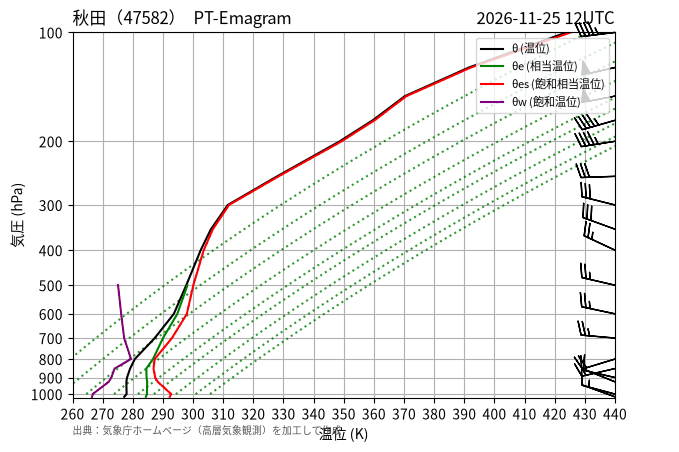 秋田（47582） PT-Emagram
2026-11-25 12UTC
100
200
300
400
500
600
700
800
900
1000
気圧 (hPa)
θ (温位)
θe (相当温位)
θes (飽和相当温位)
θw (飽和温位)
260 270 280 290 300 310 320 330 340 350 360 370 380 390 400 410 420 430 440
温位 (K)
出典：気象庁ホームページ（高層気象観測）を加工して